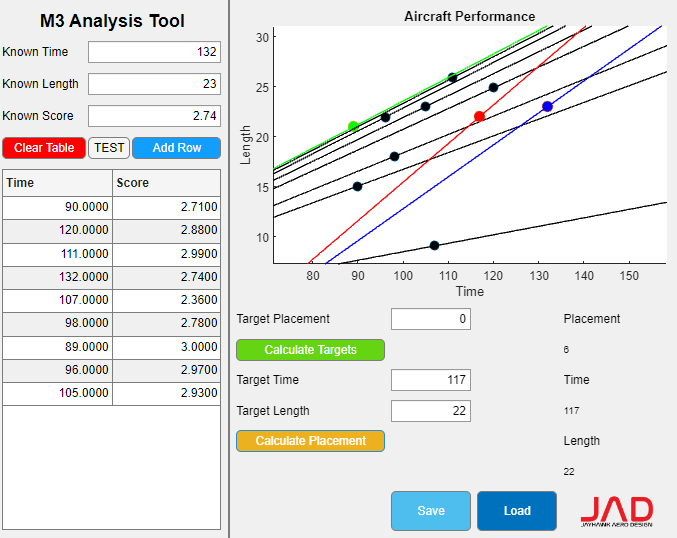 M3 Analysis Tool
Known Time 132
Known Length 23
Known Score 2.74
Clear Table TEST Add Row
Time Score
90.0000 2.7100
120.0000 2.8800
111.0000 2.9900
132.0000 2.7400
107.0000 2.3600
98.0000 2.7800
89.0000 3.0000
96.0000 2.9700
105.0000 2.9300
Aircraft Performance
30
25
20
15
10
Length
80 90 100 110 120 130 140 150
Time
Target Placement 0 Placement
Calculate Targets 6
Target Time 117 Time
117
Target Length 22 Length
Calculate Placement
22
Save Load
JAD
JAYHAWK AERO DESIGN